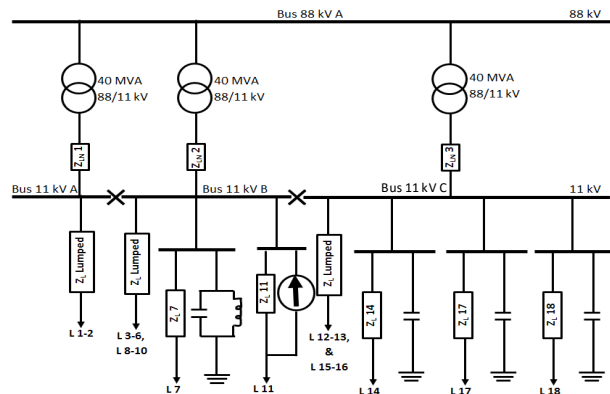 Bus 88 kV A 88 kV
40 MVA
88/11 kV
40 MVA
88/11 kV
40 MVA
88/11 kV
ZLN 1
ZLN 2
ZLN 3
Bus 11 kV A
Bus 11 kV B
Bus 11 kV C
11 kV
ZL Lumped
ZL Lumped
ZL 7
ZL 11
ZL Lumped
ZL 14
ZL 17
ZL 18
L 1-2
L 3-6,
L 8-10
L 7
L 11
L 12-13,
&
L 15-16
L 14
L 17
L 18